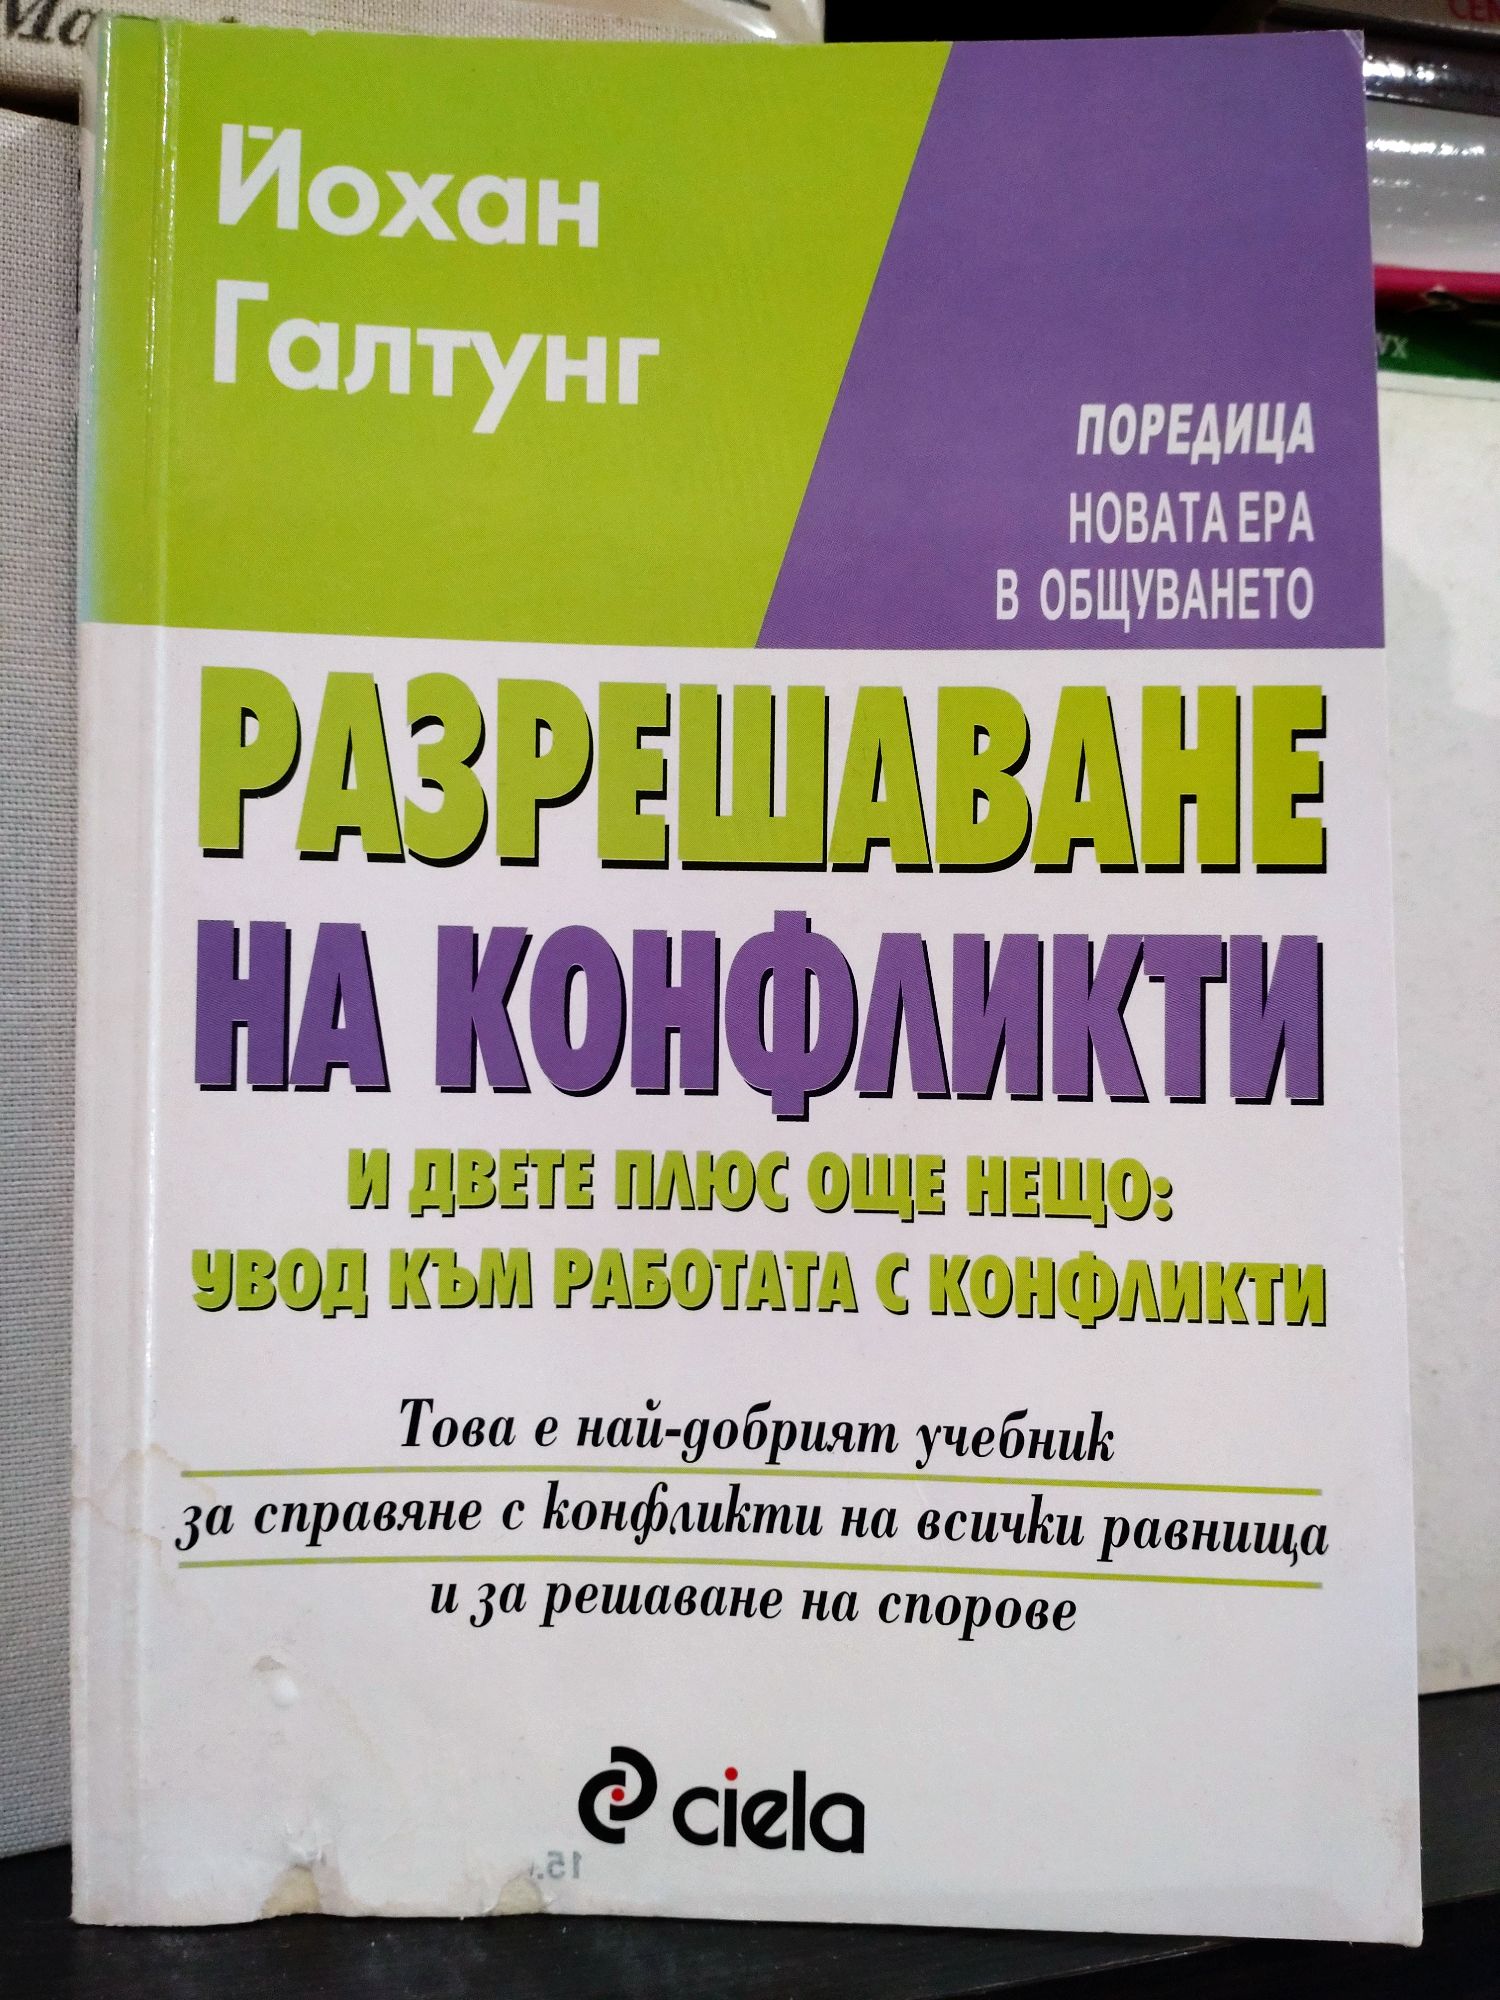 Йохан
Галтунг
ПОРЕДИЦА
НОВАТА ЕРА
В ОБЩУВАНЕТО
РАЗРЕШАВАНЕ
НА КОНФЛИКТИ
И ДВЕТЕ ПЛЮС ОЩЕ НЕЩО:
УВОД КЪМ РАБОТАТА С КОНФЛИКТИ
Това е най-добрият учебник
за справяне с конфликти на всички равнища
и за решаване на спорове
ciela